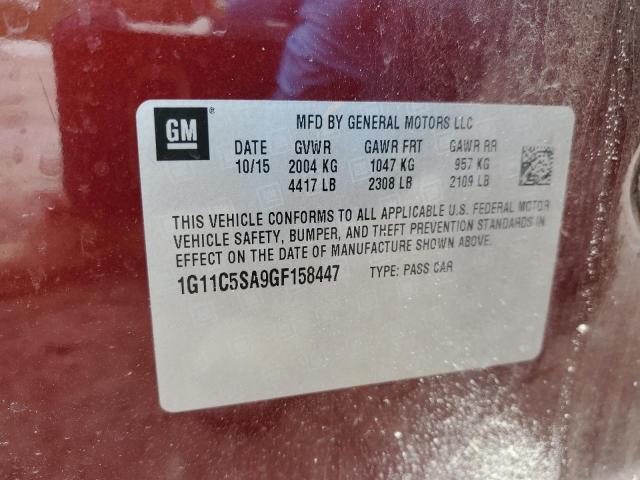 GM ® MFD BY GENERAL MOTORS LLC
DATE GVWR GAWR FRT GAWR RR
10/15 2004 KG 1047 KG 957 KG
4417 LB 2308 LB 2109 LB
THIS VEHICLE CONFORMS TO ALL APPLICABLE U.S. FEDERAL MOTOR
VEHICLE SAFETY, BUMPER, AND THEFT PREVENTION STANDARDS IN
EFFECT ON THE DATE OF MANUFACTURE SHOWN ABOVE.
1G11C5SA9GF158447 TYPE: PASS CAR